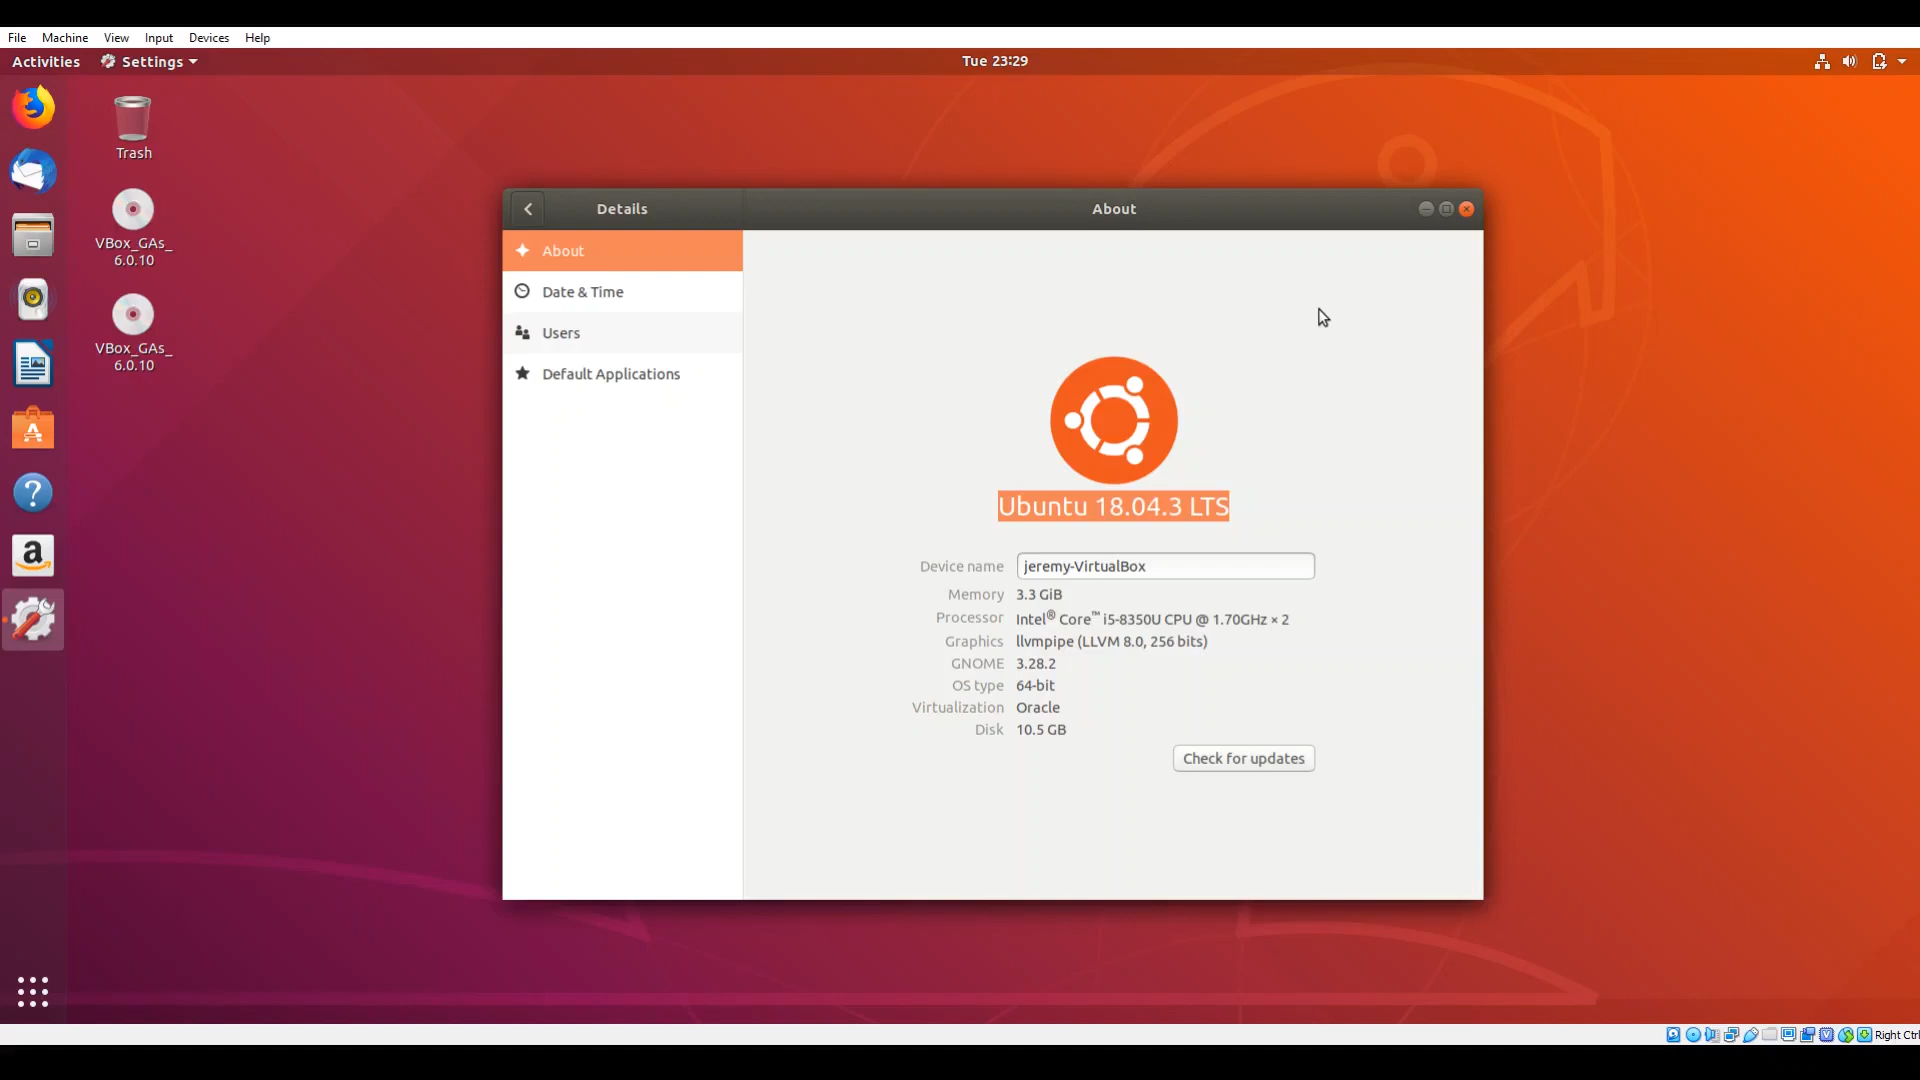 File Machine View Input Devices Help
Activities Settings Tue 23:29
Trash
VBox_GAs_
6.0.10
VBox_GAs_
6.0.10
Details About
About
Date & Time
Users
Default Applications
Ubuntu 18.04.3 LTS
Device name jeremy-VirtualBox
Memory 3.3 GiB
Processor Intel® Core™ i5-8350U CPU @ 1.70GHz × 2
Graphics llvmpipe (LLVM 8.0, 256 bits)
GNOME 3.28.2
OS type 64-bit
Virtualization Oracle
Disk 10.5 GB
Check for updates
Right Ctrl